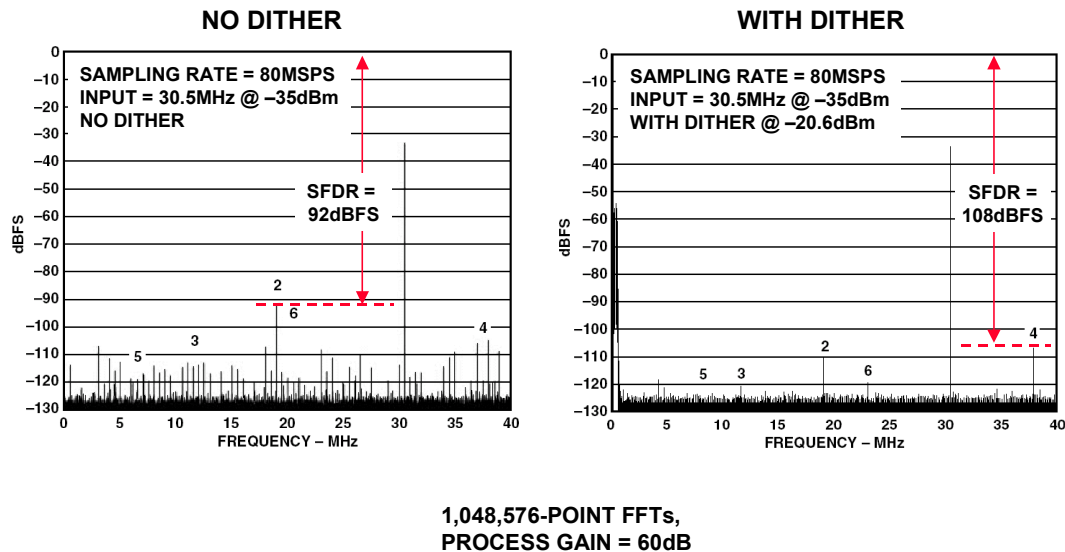 NO DITHER
0
–10
–20
–30
–40
–50
–60
–70
–80
–90
–100
–110
–120
–130
dBFS
SAMPLING RATE = 80MSPS
INPUT = 30.5MHz @ –35dBm
NO DITHER
SFDR =
92dBFS
2
6
3
5
4
0 5 10 15 20 25 30 35 40
FREQUENCY – MHz
WITH DITHER
0
–10
–20
–30
–40
–50
–60
–70
–80
–90
–100
–110
–120
–130
dBFS
SAMPLING RATE = 80MSPS
INPUT = 30.5MHz @ –35dBm
WITH DITHER @ –20.6dBm
SFDR =
108dBFS
4
2
5 3 6
0 5 10 15 20 25 30 35 40
FREQUENCY – MHz
1,048,576-POINT FFTs,
PROCESS GAIN = 60dB